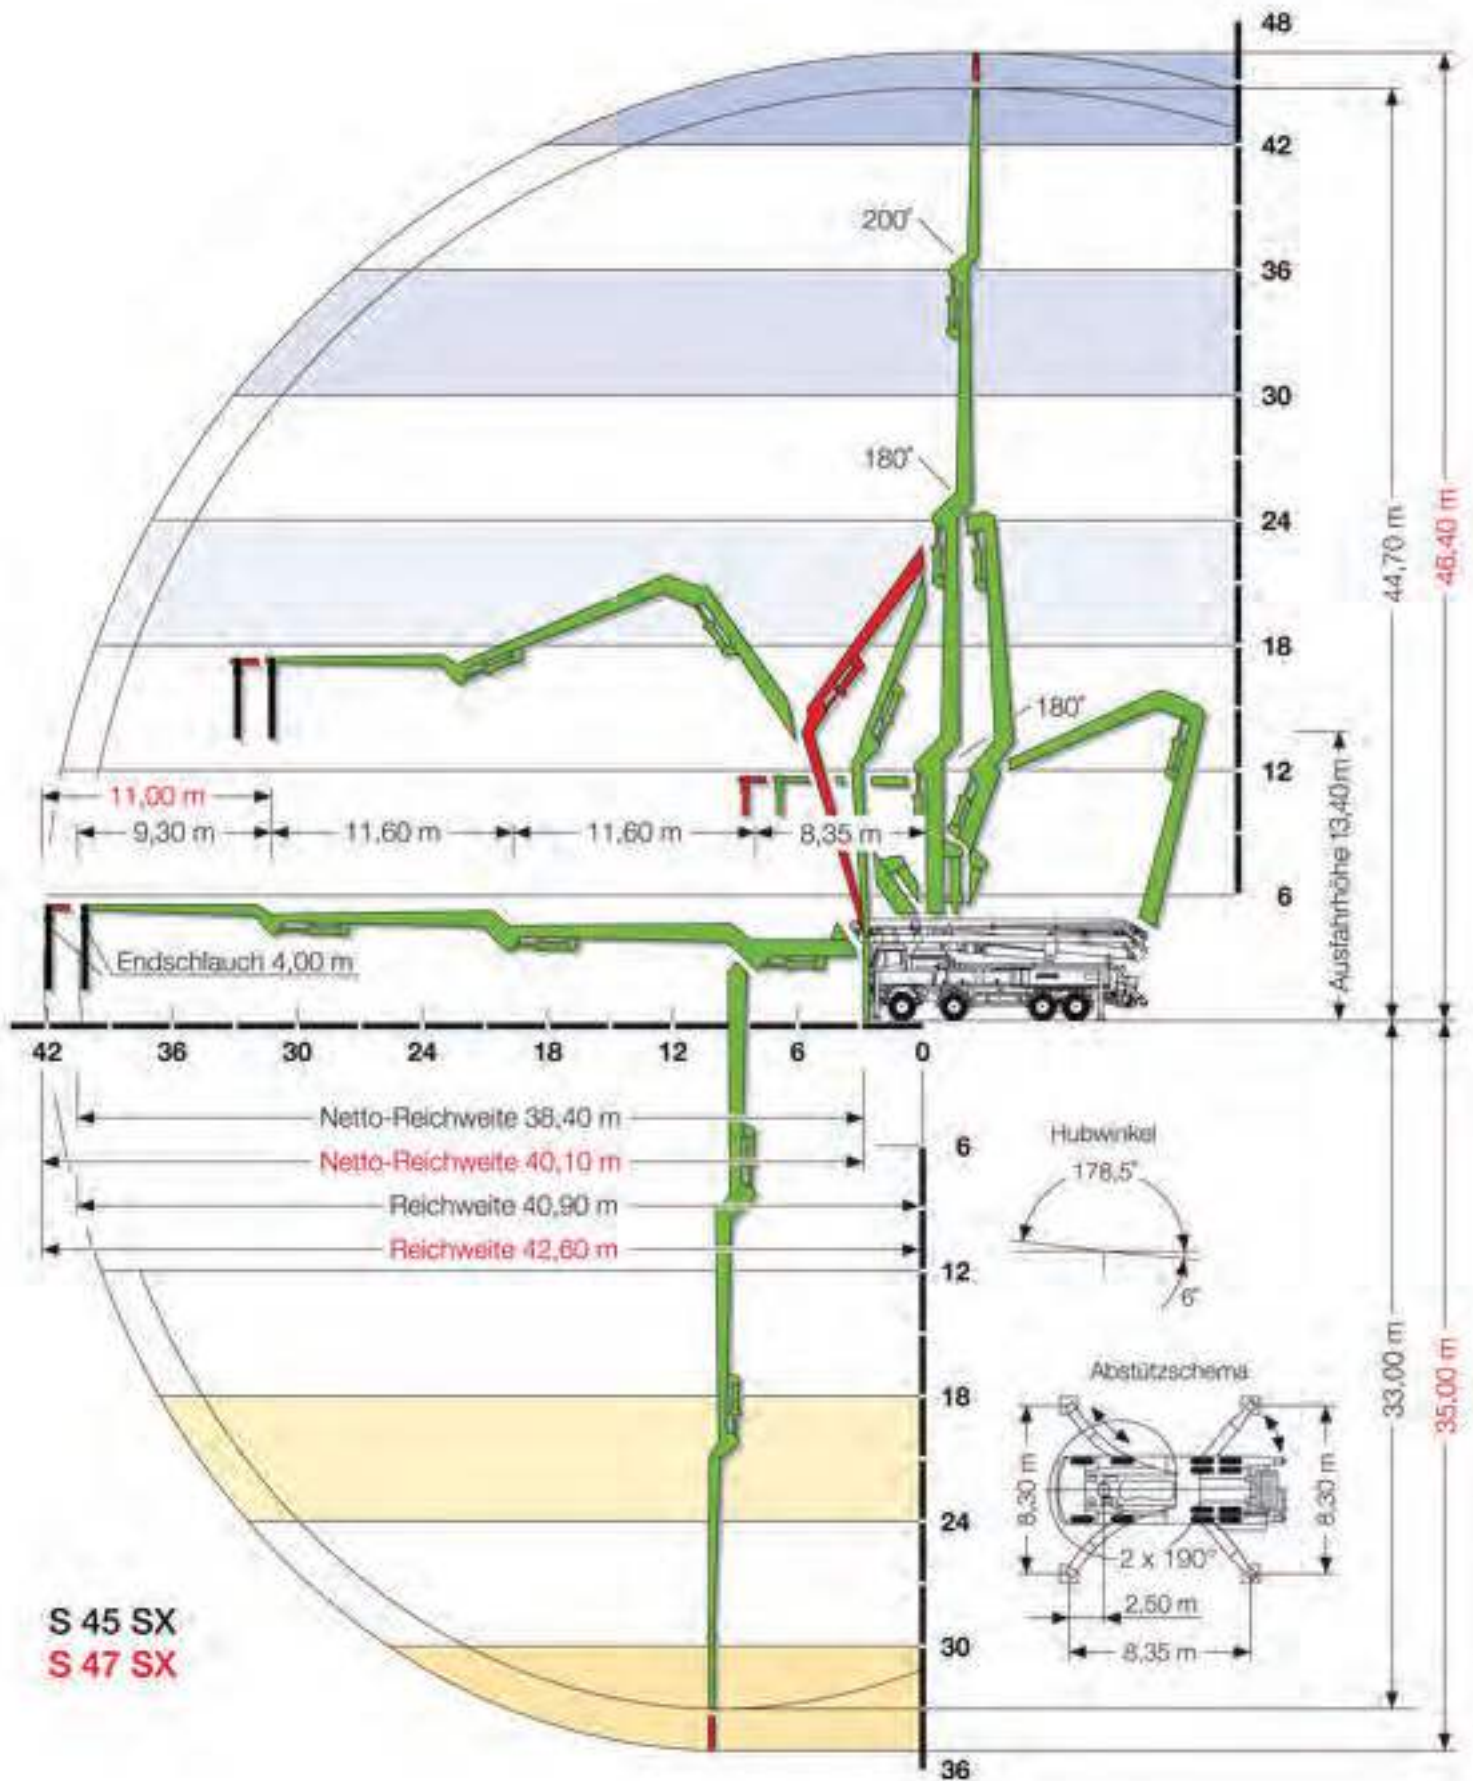 48
42
200°
36
30
180°
24
44,70 m
46,40 m
18
180°
12
11,00 m
9,30 m
11,60 m
11,60 m
8,35 m
Ausfahrhöhe 13,40m
6
Endschlauch 4,00 m
42
36
30
24
18
12
6
0
Netto-Reichweite 38,40 m
Netto-Reichweite 40,10 m
Reichweite 40,90 m
Reichweite 42,60 m
6
Hubwinkel
178,5°
6°
12
33,00 m
35,00 m
Abstützschema
18
8,30 m
8,30 m
24
2 x 190°
2,50 m
8,35 m
S 45 SX
S 47 SX
30
36